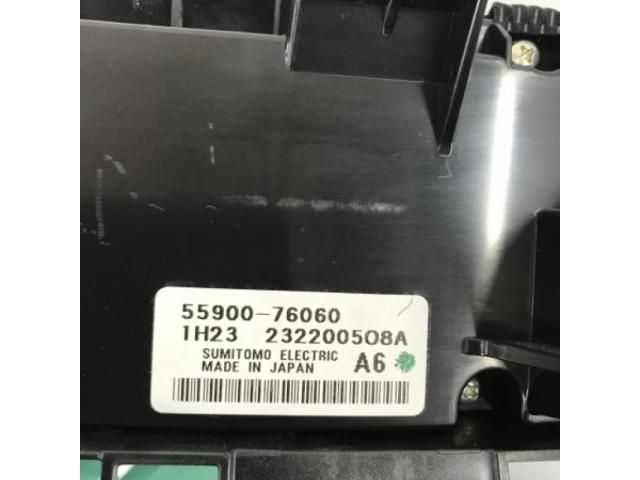 55900-76060
1H23 232200508A
SUMITOMO ELECTRIC
MADE IN JAPAN A6